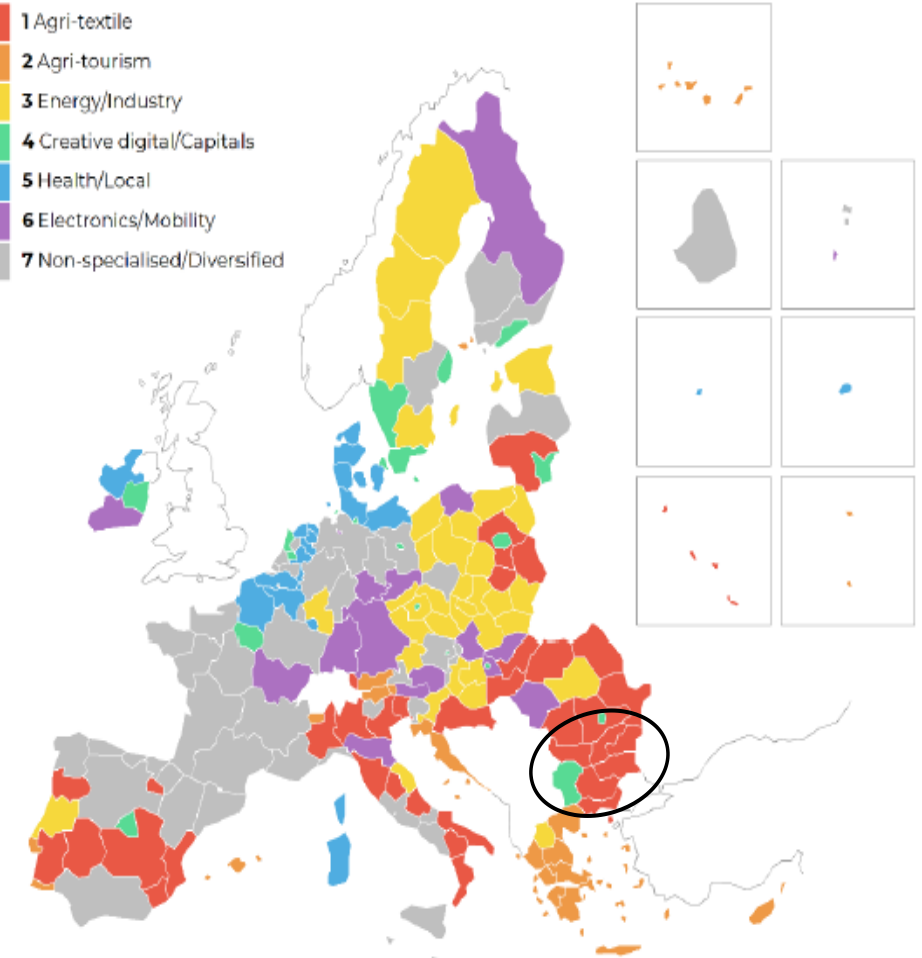 1 Agri-textile
2 Agri-tourism
3 Energy/Industry
4 Creative digital/Capitals
5 Health/Local
6 Electronics/Mobility
7 Non-specialised/Diversified